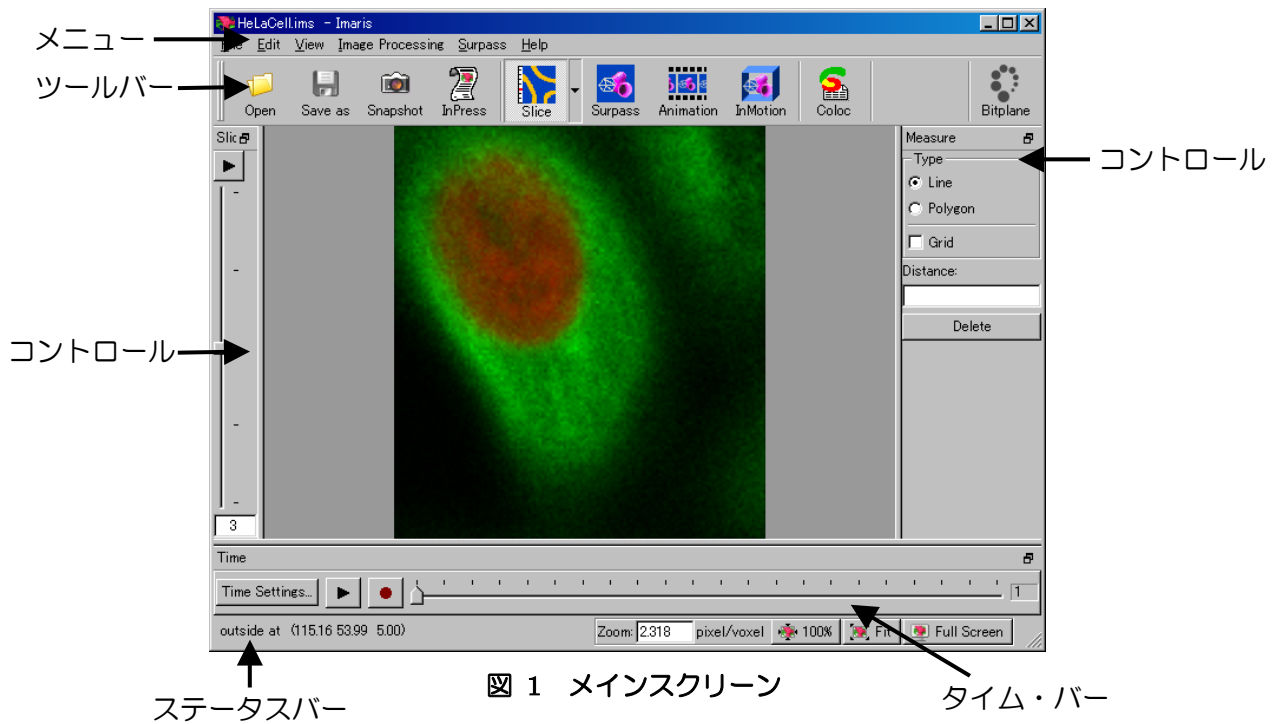 HeLaCell.ims - Imaris
メニュー
Edit View Image Processing Surpass Help
ツールバー
Open Save as Snapshot InPress Slice Surpass Animation InMotion Coloc Bitplane
Slic
Measure
Type
コントロール
Line
Polygon
Grid
Distance:
Delete
コントロール
3
Time
Time Settings...
1
outside at (115.16 53.99 5.00)
Zoom: 2.318 pixel/voxel 100% Fit Full Screen
図 1 メインスクリーン
ステータスバー
タイム・バー